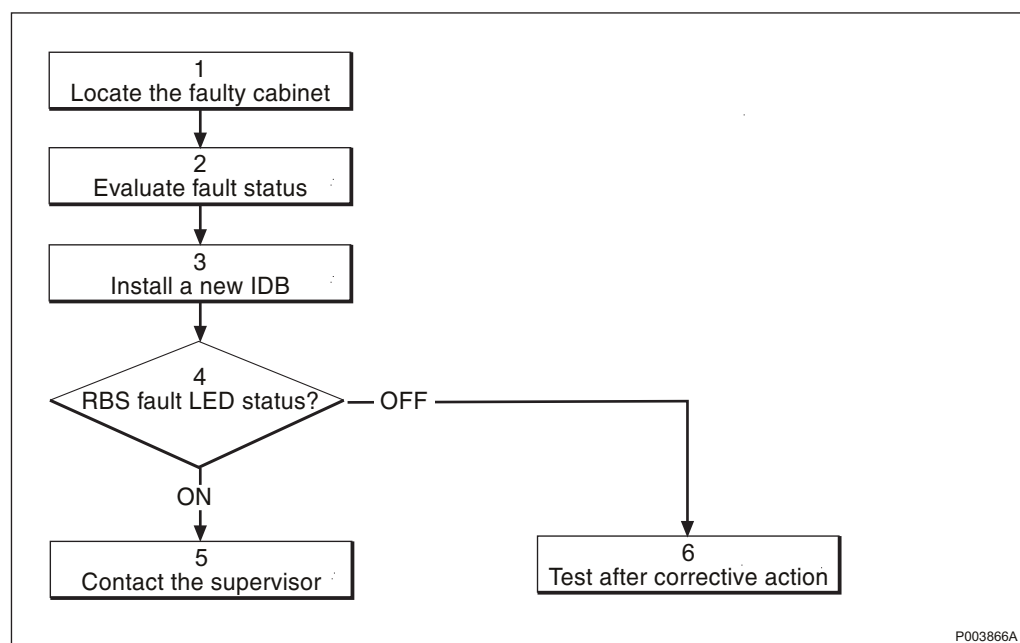 1
Locate the faulty cabinet
2
Evaluate fault status
3
Install a new IDB
4
RBS fault LED status?
OFF
ON
5
Contact the supervisor
6
Test after corrective action
P003866A